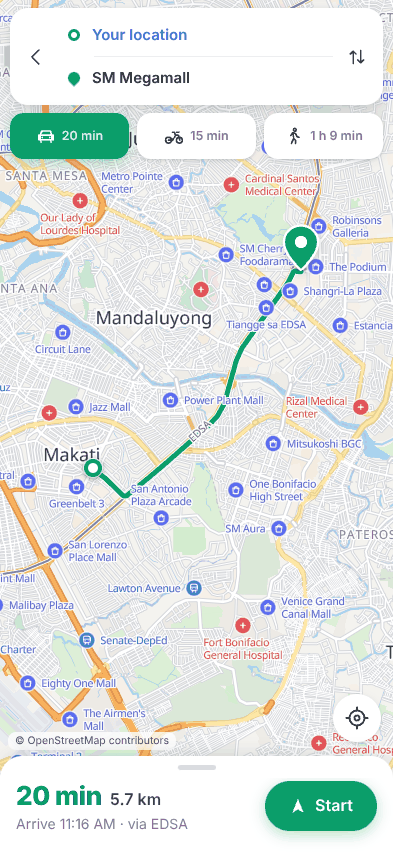 Your location
SM Megamall
20 min
15 min
1 h 9 min
SANTA MESA
Metro Pointe
Center
Cardinal Santos
Medical Center
Our Lady of
Lourdes Hospital
Robinsons
Galleria
SM Cherry
Foodarama
The Podium
SANTA ANA
Shangri-La Plaza
Mandaluyong
Tiangge sa EDSA
Estancia
Circuit Lane
Power Plant Mall
Jazz Mall
Rizal Medical
Center
EDSA
Mitsukoshi BGC
Makati
San Antonio
Plaza Arcade
One Bonifacio
High Street
Greenbelt 3
SM Aura
PATEROS
San Lorenzo
Place Mall
Lawton Avenue
Malibay Plaza
Venice Grand
Canal Mall
Senate-DepEd
Fort Bonifacio
General Hospital
Charter
Eighty One Mall
The Airmen's
Mall
© OpenStreetMap contributors
General Hosp
Terminal 3
20 min 5.7 km
Start
Arrive 11:16 AM · via EDSA